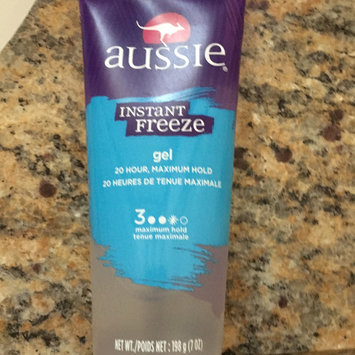 aussie®
INSTANT
FREEZE
gel
20 HOUR, MAXIMUM HOLD
20 HEURES DE TENUE MAXIMALE
3
maximum hold
tenue maximale
NET WT./POIDS NET : 198 g (7 OZ)